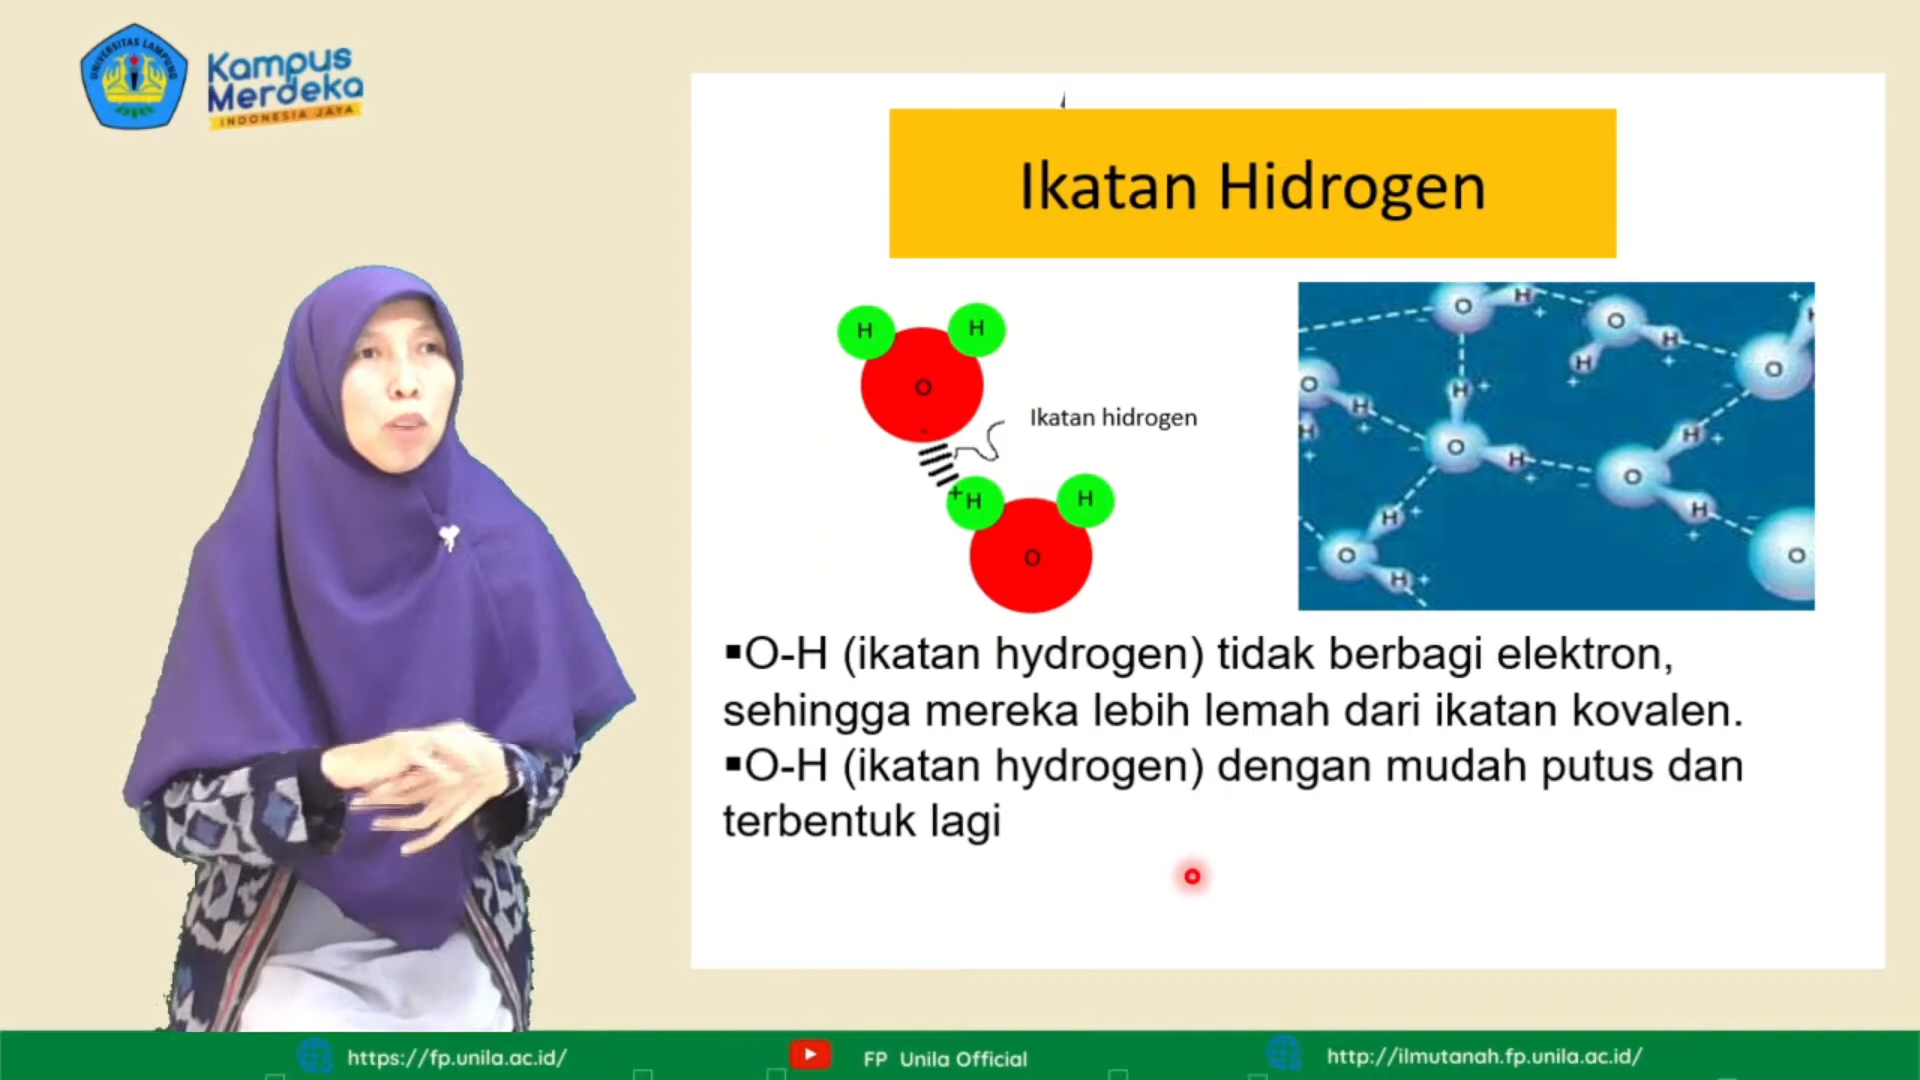 UNIVERSITAS LAMPUNG
Kampus
Merdeka
INDONESIA JAYA
Ikatan Hidrogen
H
H
O
Ikatan hidrogen
-
+H
H
O
O H + O H + H + O
O H + H + O H + H + O H + O
H +
O H + O H +
▪O-H (ikatan hydrogen) tidak berbagi elektron,
sehingga mereka lebih lemah dari ikatan kovalen.
▪O-H (ikatan hydrogen) dengan mudah putus dan
terbentuk lagi
https://fp.unila.ac.id/
FP Unila Official
http://ilmutanah.fp.unila.ac.id/